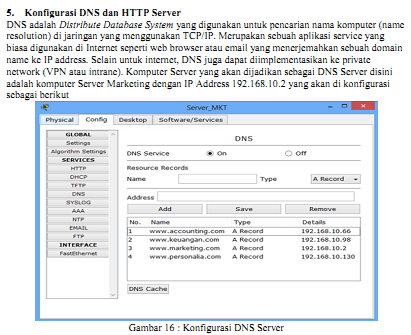 5. Konfigurasi DNS dan HTTP Server
DNS adalah Distribute Database System yang digunakan untuk pencarian nama komputer (name
resolution) di jaringan yang menggunakan TCP/IP. Merupakan sebuah aplikasi service yang
biasa digunakan di Internet seperti web browser atau email yang menerjemahkan sebuah domain
name ke IP address. Selain untuk internet, DNS juga dapat diimplementasikan ke private
network (VPN atau intrane). Komputer Server yang akan dijadikan sebagai DNS Server disini
adalah komputer Server Marketing dengan IP Address 192.168.10.2 yang akan di konfigurasi
sebagai berikut
Server_MKT
Physical Config Desktop Software/Services
GLOBAL
Settings
Algorithm Settings
SERVICES
HTTP
DHCP
TFTP
DNS
SYSLOG
AAA
NTP
EMAIL
FTP
INTERFACE
FastEthernet
DNS
DNS Service On Off
Resource Records
Name Type A Record
Address
Add Save Remove
No. Name Type Details
1 www.accounting.com A Record 192.168.10.66
2 www.keuangan.com A Record 192.168.10.98
3 www.marketing.com A Record 192.168.10.2
4 www.personalia.com A Record 192.168.10.130
DNS Cache
Gambar 16 : Konfigurasi DNS Server